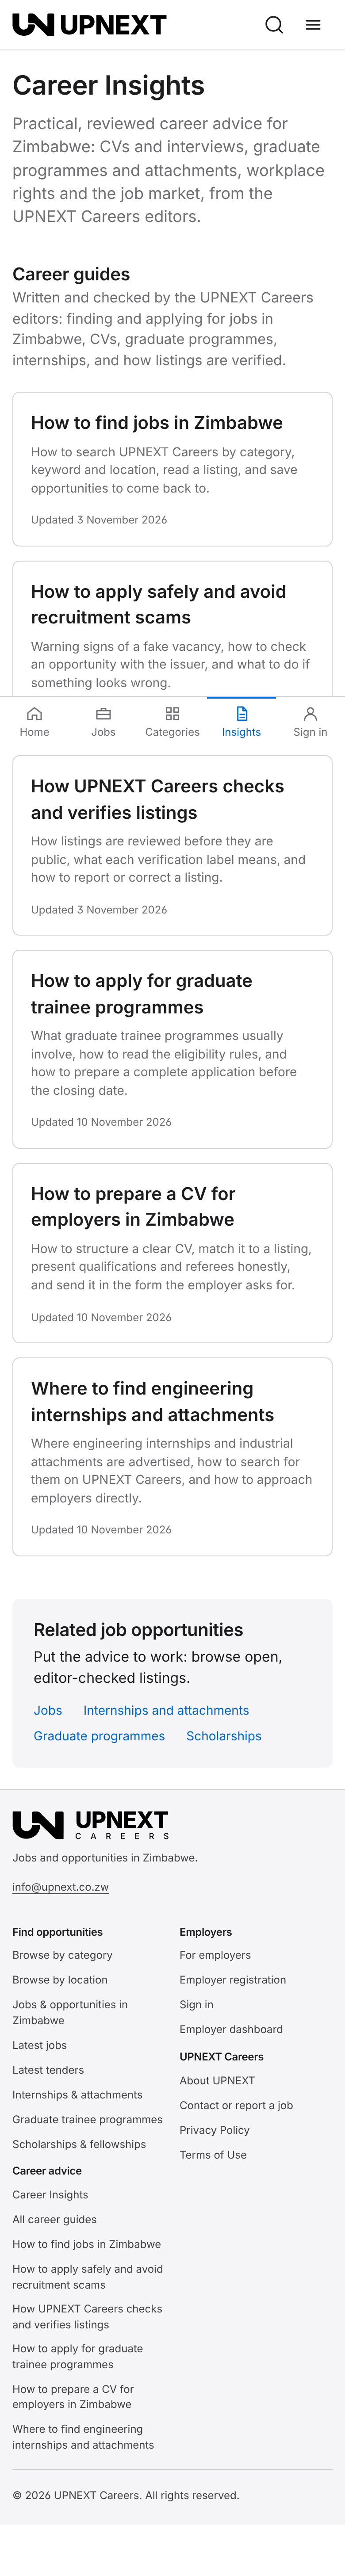 UN UPNEXT
Career Insights
Practical, reviewed career advice for
Zimbabwe: CVs and interviews, graduate
programmes and attachments, workplace
rights and the job market, from the
UPNEXT Careers editors.
Career guides
Written and checked by the UPNEXT Careers
editors: finding and applying for jobs in
Zimbabwe, CVs, graduate programmes,
internships, and how listings are verified.
How to find jobs in Zimbabwe
How to search UPNEXT Careers by category,
keyword and location, read a listing, and save
opportunities to come back to.
Updated 3 November 2026
How to apply safely and avoid
recruitment scams
Warning signs of a fake vacancy, how to check
an opportunity with the issuer, and what to do if
something looks wrong.
Home Jobs Categories Insights Sign in
How UPNEXT Careers checks
and verifies listings
How listings are reviewed before they are
public, what each verification label means, and
how to report or correct a listing.
Updated 3 November 2026
How to apply for graduate
trainee programmes
What graduate trainee programmes usually
involve, how to read the eligibility rules, and
how to prepare a complete application before
the closing date.
Updated 10 November 2026
How to prepare a CV for
employers in Zimbabwe
How to structure a clear CV, match it to a listing,
present qualifications and referees honestly,
and send it in the form the employer asks for.
Updated 10 November 2026
Where to find engineering
internships and attachments
Where engineering internships and industrial
attachments are advertised, how to search for
them on UPNEXT Careers, and how to approach
employers directly.
Updated 10 November 2026
Related job opportunities
Put the advice to work: browse open,
editor-checked listings.
Jobs Internships and attachments
Graduate programmes Scholarships
UN UPNEXT
CAREERS
Jobs and opportunities in Zimbabwe.
info@upnext.co.zw
Find opportunities
Browse by category
Browse by location
Jobs & opportunities in
Zimbabwe
Latest jobs
Latest tenders
Internships & attachments
Graduate trainee programmes
Scholarships & fellowships
Career advice
Career Insights
All career guides
How to find jobs in Zimbabwe
How to apply safely and avoid
recruitment scams
How UPNEXT Careers checks
and verifies listings
How to apply for graduate
trainee programmes
How to prepare a CV for
employers in Zimbabwe
Where to find engineering
internships and attachments
Employers
For employers
Employer registration
Sign in
Employer dashboard
UPNEXT Careers
About UPNEXT
Contact or report a job
Privacy Policy
Terms of Use
© 2026 UPNEXT Careers. All rights reserved.